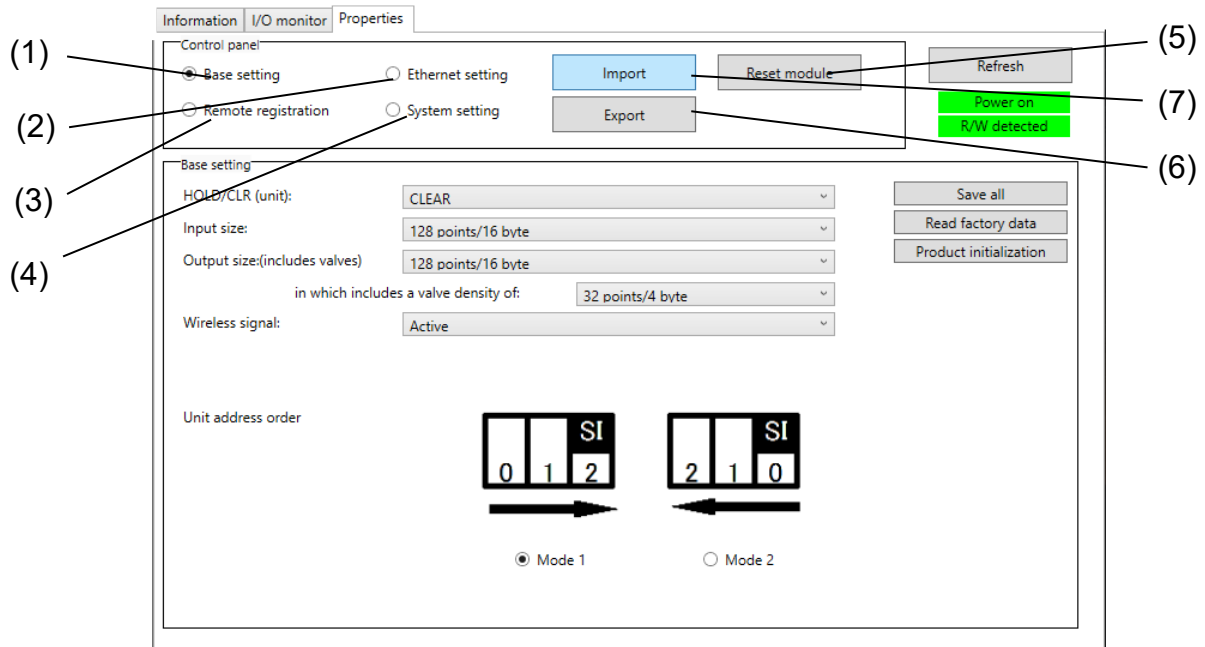 Information I/O monitor Properties
Control panel
(1) Base setting Ethernet setting Import Reset module Refresh (5)
(2) Remote registration System setting Export Power on (7)
R/W detected
(3) Base setting (6)
HOLD/CLR (unit): CLEAR Save all
Input size: 128 points/16 byte Read factory data
(4) Output size:(includes valves) 128 points/16 byte Product initialization
in which includes a valve density of: 32 points/4 byte
Wireless signal: Active
Unit address order
SI SI
0 1 2 2 1 0
Mode 1 Mode 2